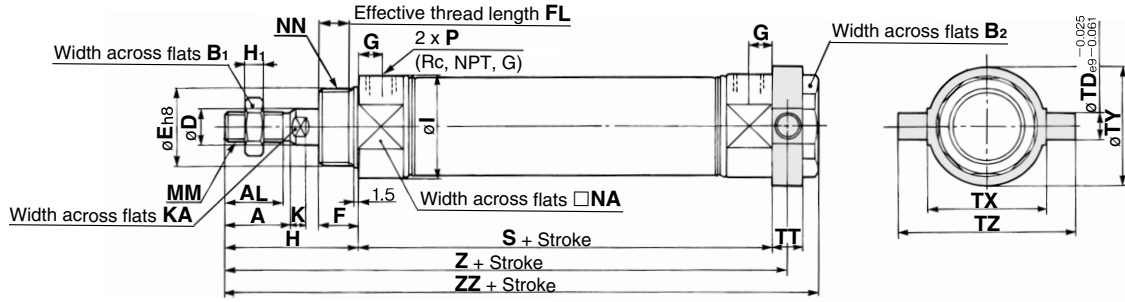 Effective thread length FL
NN
G
2 x P
(Rc, NPT, G)
G
Width across flats B2
Width across flats B1
H1
øEh8
øD
øI
øTDe9 −0.025 −0.061
øTY
MM
AL
Width across flats KA
A
K
F
1.5
Width across flats □NA
H
S + Stroke
TT
TX
TZ
Z + Stroke
ZZ + Stroke